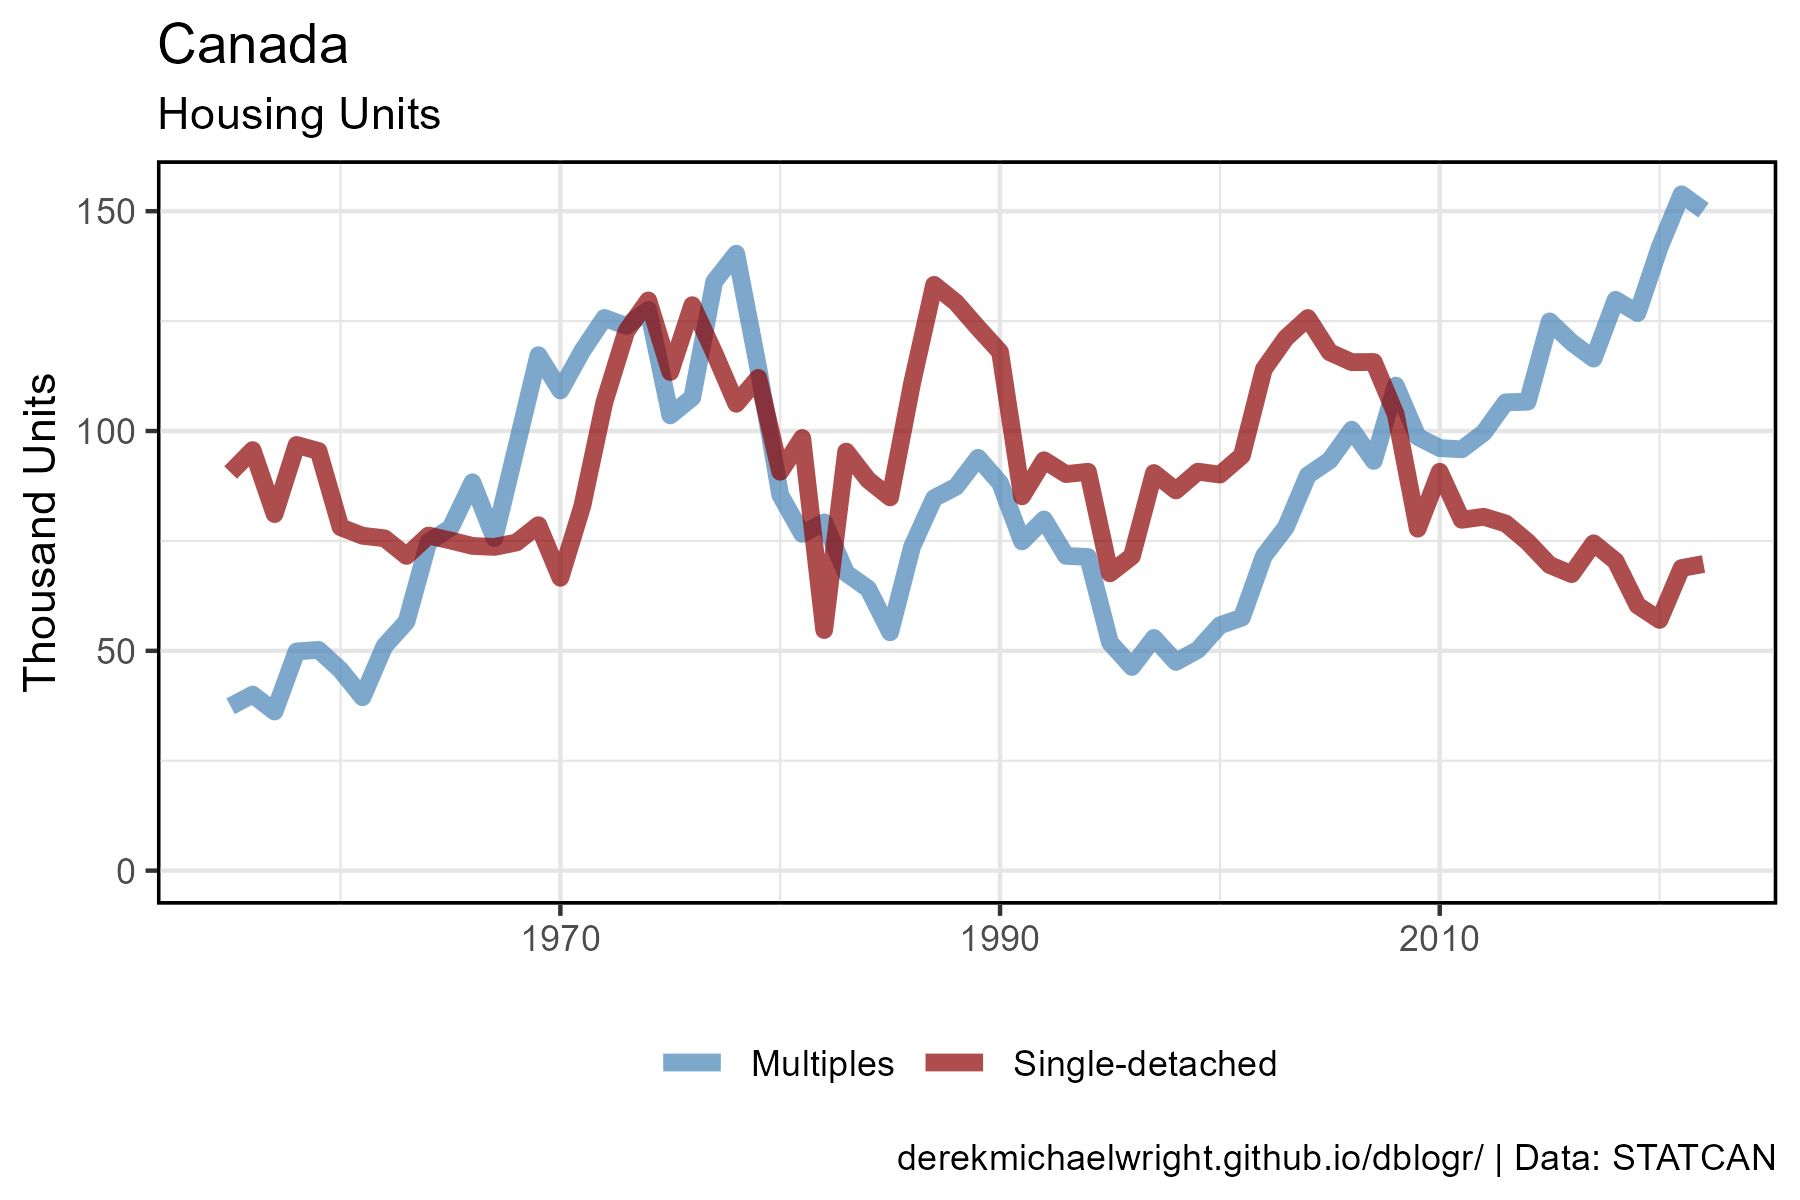 Canada
Housing Units
Thousand Units
150
100
50
0
1970 1990 2010
Multiples Single-detached
derekmichaelwright.github.io/dblogr/ | Data: STATCAN